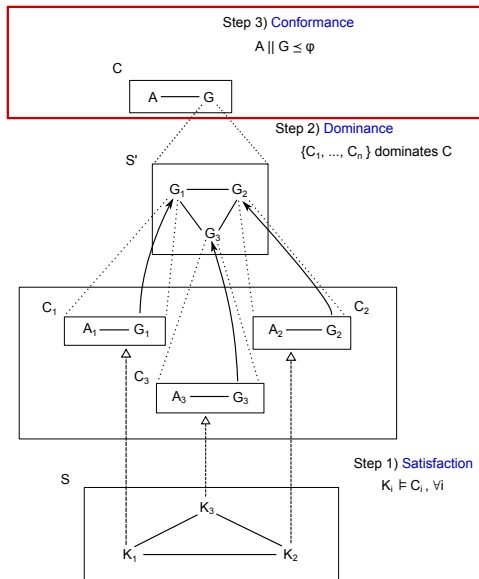 Step 3) Conformance
A || G ⪯ φ
C
A G
Step 2) Dominance
{C₁, ..., Cₙ } dominates C
S'
G₁ G₂
G₃
C₁ C₂
A₁ G₁ A₂ G₂
C₃
A₃ G₃
Step 1) Satisfaction
Kᵢ ⊧ Cᵢ , ∀i
S
K₃
K₁ K₂